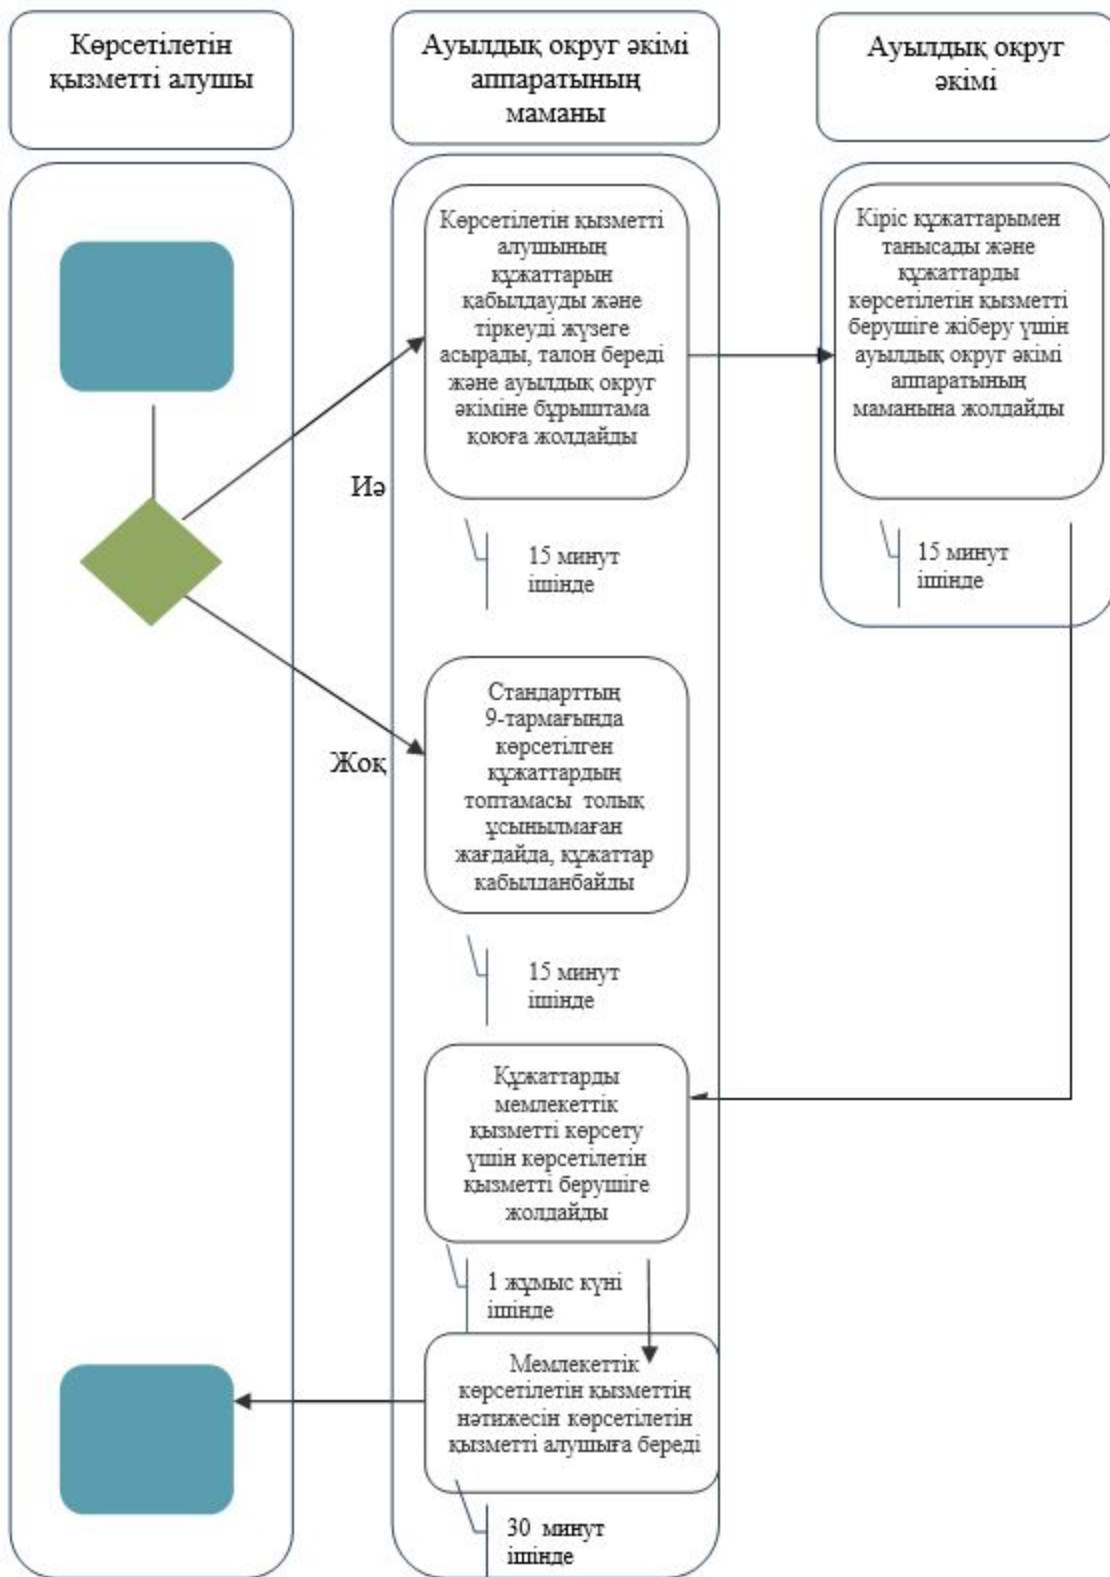 Көрсетілетін
қызметті алушы
Ауылдық округ әкімі
аппаратының
маманы
Ауылдық округ
әкімі
Көрсетілетін қызметті
алушының
құжаттарын
қабылдауды және
тіркеуді жүзеге
асырады, талон береді
және ауылдық округ
әкіміне бұрыштама
қоюға жолдайды
Кіріс құжаттарымен
танысады және
құжаттарды
көрсетілетін қызметті
берушіге жіберу үшін
ауылдық округ әкімі
аппаратының
маманына жолдайды
Иә
15 минут
ішінде
15 минут
ішінде
Жоқ
Стандарттың
9-тармағында
көрсетілген
құжаттардың
топтамасы толық
ұсынылмаған
жағдайда, құжаттар
қабылданбайды
15 минут
ішінде
Құжаттарды
мемлекеттік
қызметті көрсету
үшін көрсетілетін
қызметті берушіге
жолдайды
1 жұмыс күні
ішінде
Мемлекеттік
көрсетілетін қызметтің
нәтижесін көрсетілетін
қызметті алушыға береді
30 минут
ішінде